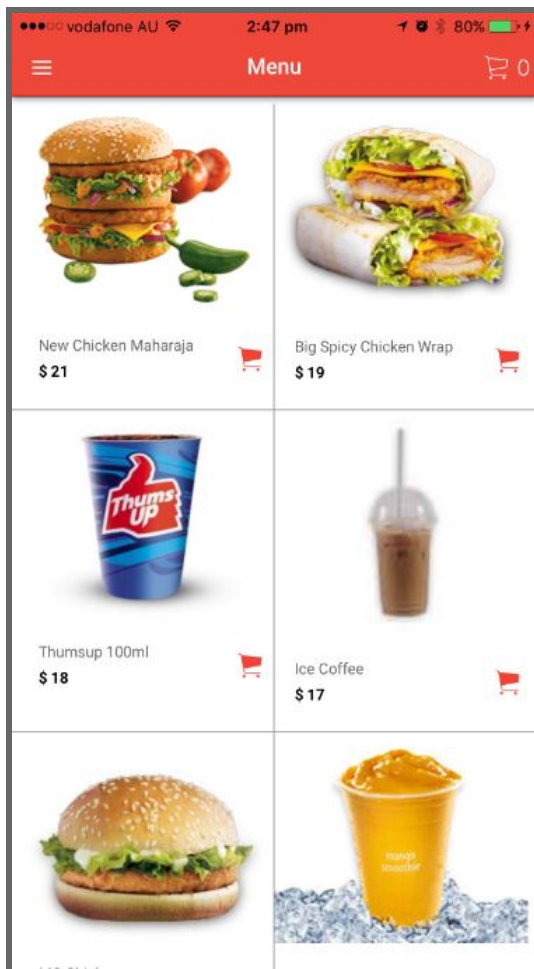 vodafone AU
2:47 pm
80%
Menu
0
New Chicken Maharaja
$ 21
Big Spicy Chicken Wrap
$ 19
Thums
UP
Thumsup 100ml
$ 18
Ice Coffee
$ 17
mango
smoothie